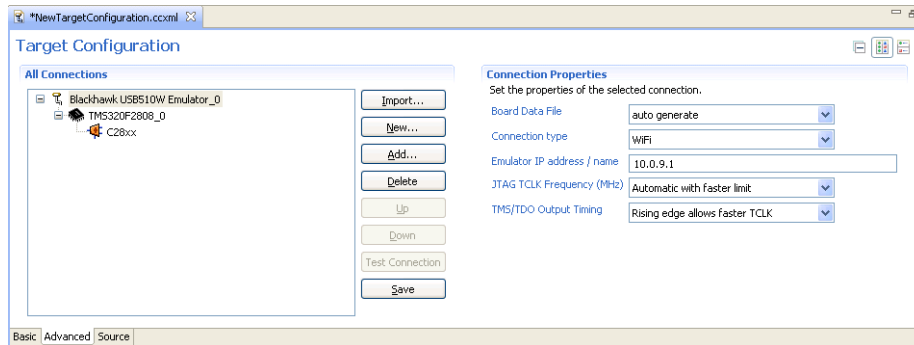 *NewTargetConfiguration.ccxml
Target Configuration
All Connections
Blackhawk USB510W Emulator_0
TMS320F2808_0
C28xx
Import...
New...
Add...
Delete
Up
Down
Test Connection
Save
Connection Properties
Set the properties of the selected connection.
Board Data File
auto generate
Connection type
WiFi
Emulator IP address / name
10.0.9.1
JTAG TCLK Frequency (MHz)
Automatic with faster limit
TMS/TDO Output Timing
Rising edge allows faster TCLK
Basic Advanced Source